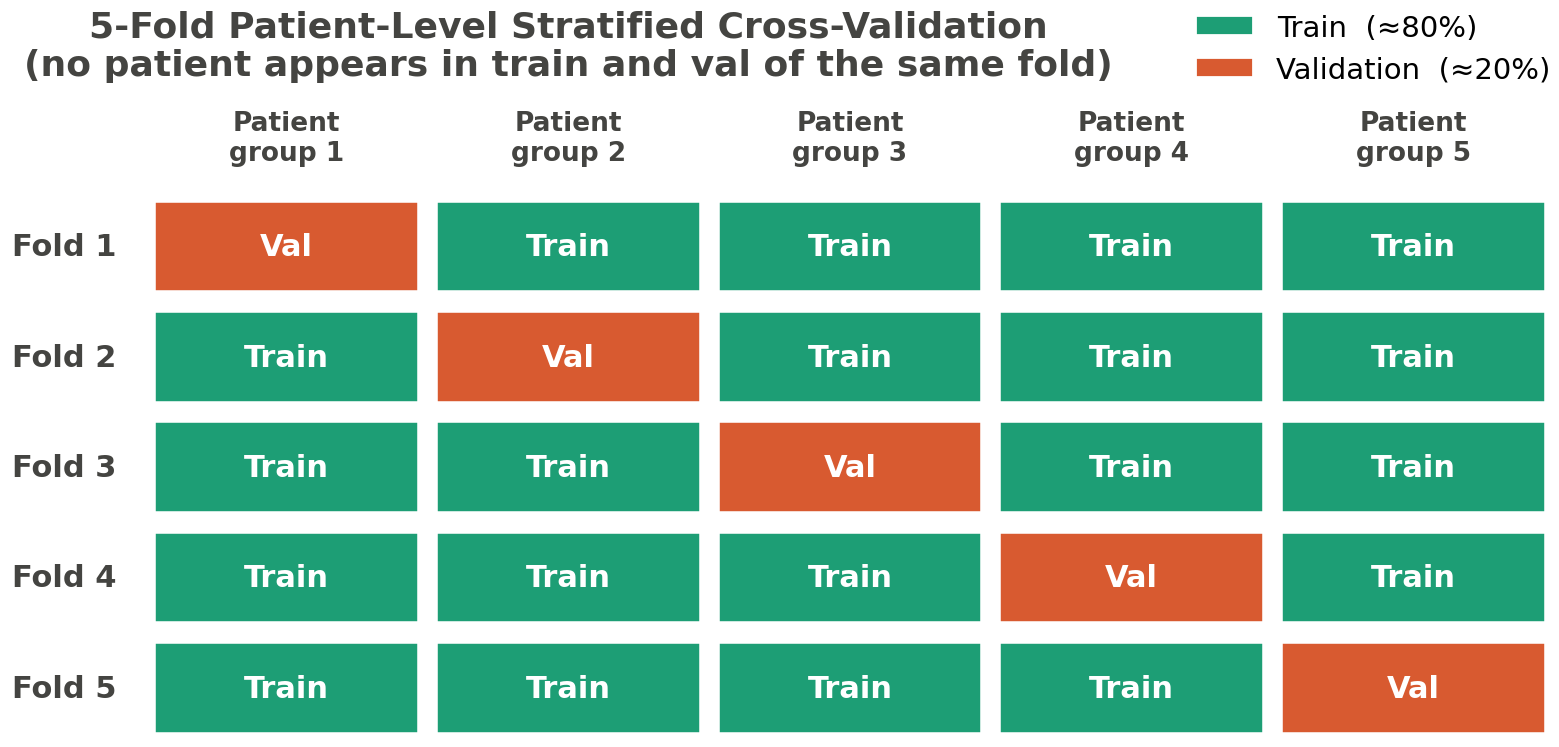 5-Fold Patient-Level Stratified Cross-Validation
(no patient appears in train and val of the same fold)
Train (≈80%)
Validation (≈20%)
Patient group 1
Patient group 2
Patient group 3
Patient group 4
Patient group 5
Fold 1 Val Train Train Train Train
Fold 2 Train Val Train Train Train
Fold 3 Train Train Val Train Train
Fold 4 Train Train Train Val Train
Fold 5 Train Train Train Train Val